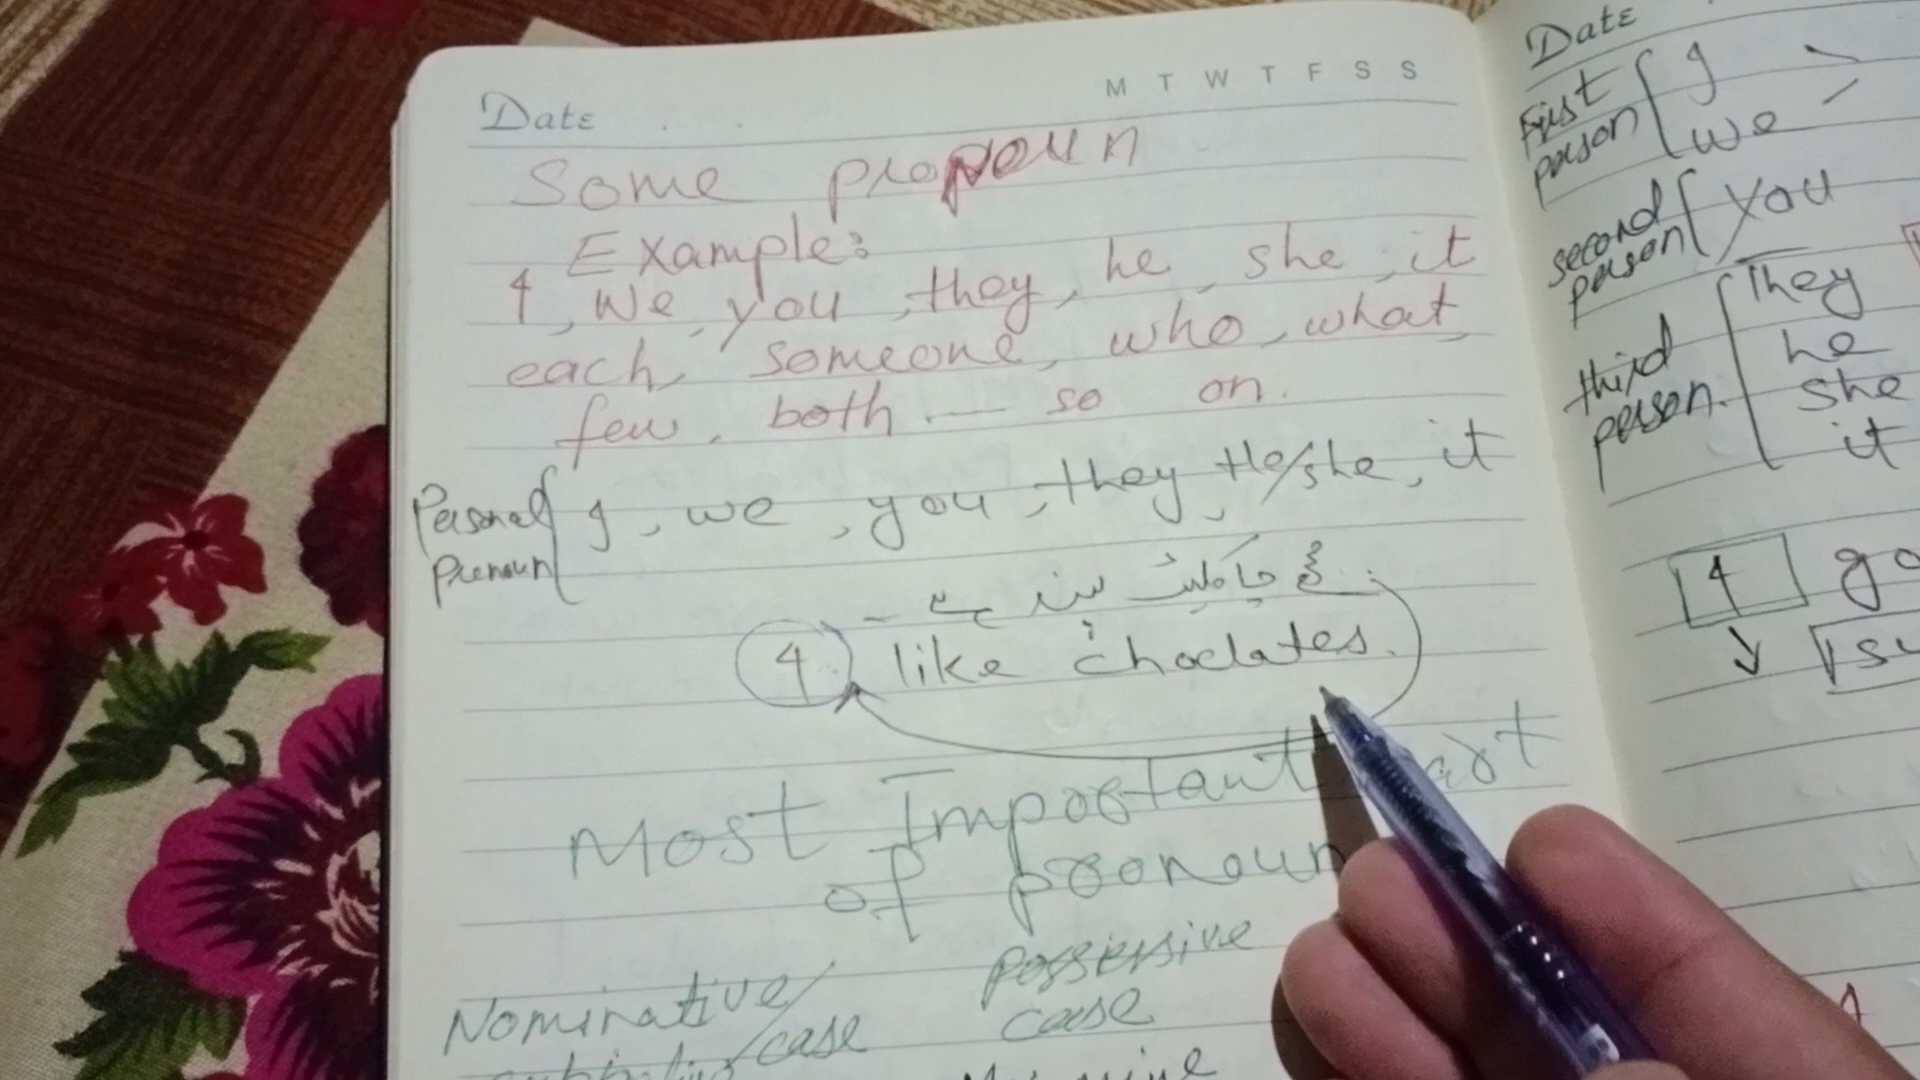 Date
M T W T F S S
Some pronoun
Example:
I, We, you, they, he, she, it
each, someone, who, what,
few, both — so on.
Personal
Pronoun
I, we, you, they, He/she, it
مجھے چاکلیٹ پسند ہے ۔
I like choclates.
Most Important
of pronoun
Nominative/
case
possessive
case
Date
First
person
I
we
second
person
You
third
person.
They
he
she
it
I
go